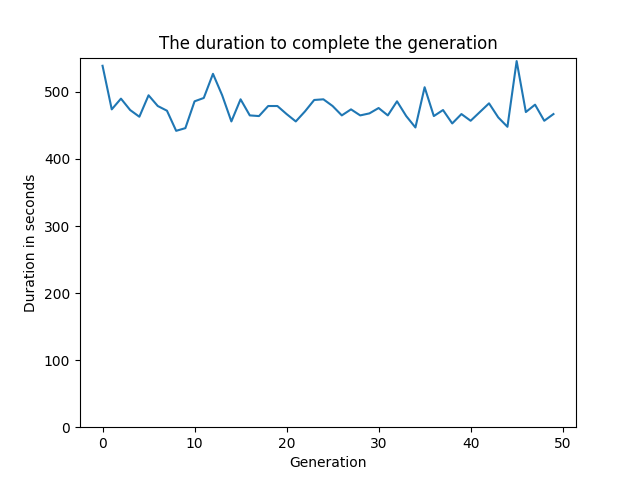 The duration to complete the generation
500
400
300
200
100
0
Duration in seconds
0 10 20 30 40 50
Generation